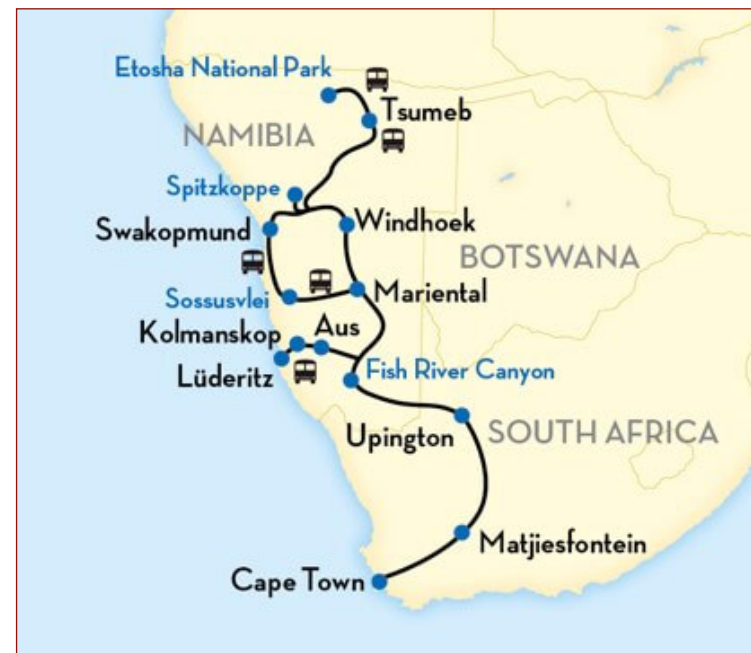 Etosha National Park
Tsumeb
NAMIBIA
Spitzkoppe
Swakopmund
Windhoek
BOTSWANA
Sossusvlei
Mariental
Kolmanskop
Aus
Lüderitz
Fish River Canyon
Upington
SOUTH AFRICA
Matjiesfontein
Cape Town